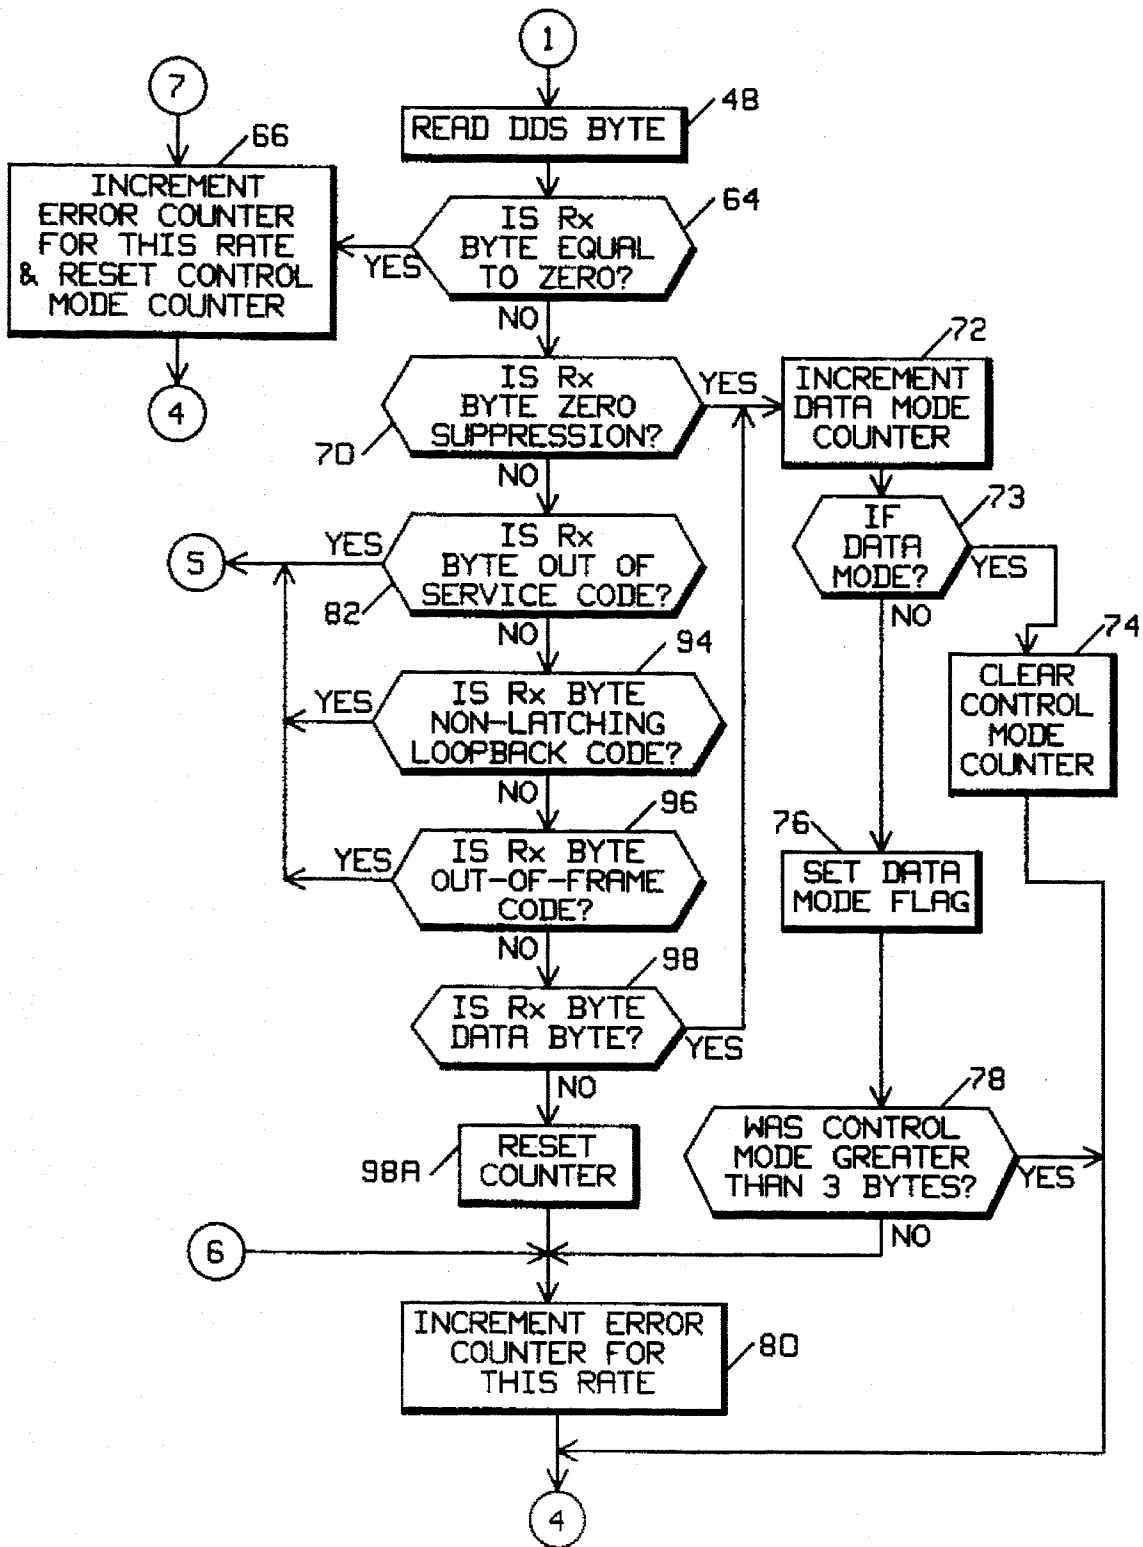 1
7
48
READ DDS BYTE
66
INCREMENT
ERROR COUNTER
FOR THIS RATE
& RESET CONTROL
MODE COUNTER
64
IS Rx
BYTE EQUAL
TO ZERO?
YES
NO
4
IS Rx
BYTE ZERO
SUPPRESSION?
70
YES
NO
72
INCREMENT
DATA MODE
COUNTER
73
IF
DATA
MODE?
YES
NO
5
YES
IS Rx
BYTE OUT OF
SERVICE CODE?
82
NO
74
CLEAR
CONTROL
MODE
COUNTER
94
IS Rx BYTE
NON-LATCHING
LOOPBACK CODE?
YES
NO
96
IS Rx BYTE
OUT-OF-FRAME
CODE?
YES
NO
76
SET DATA
MODE FLAG
98
IS Rx BYTE
DATA BYTE?
YES
NO
78
WAS CONTROL
MODE GREATER
THAN 3 BYTES?
YES
NO
98A
RESET
COUNTER
6
INCREMENT ERROR
COUNTER FOR
THIS RATE
80
4